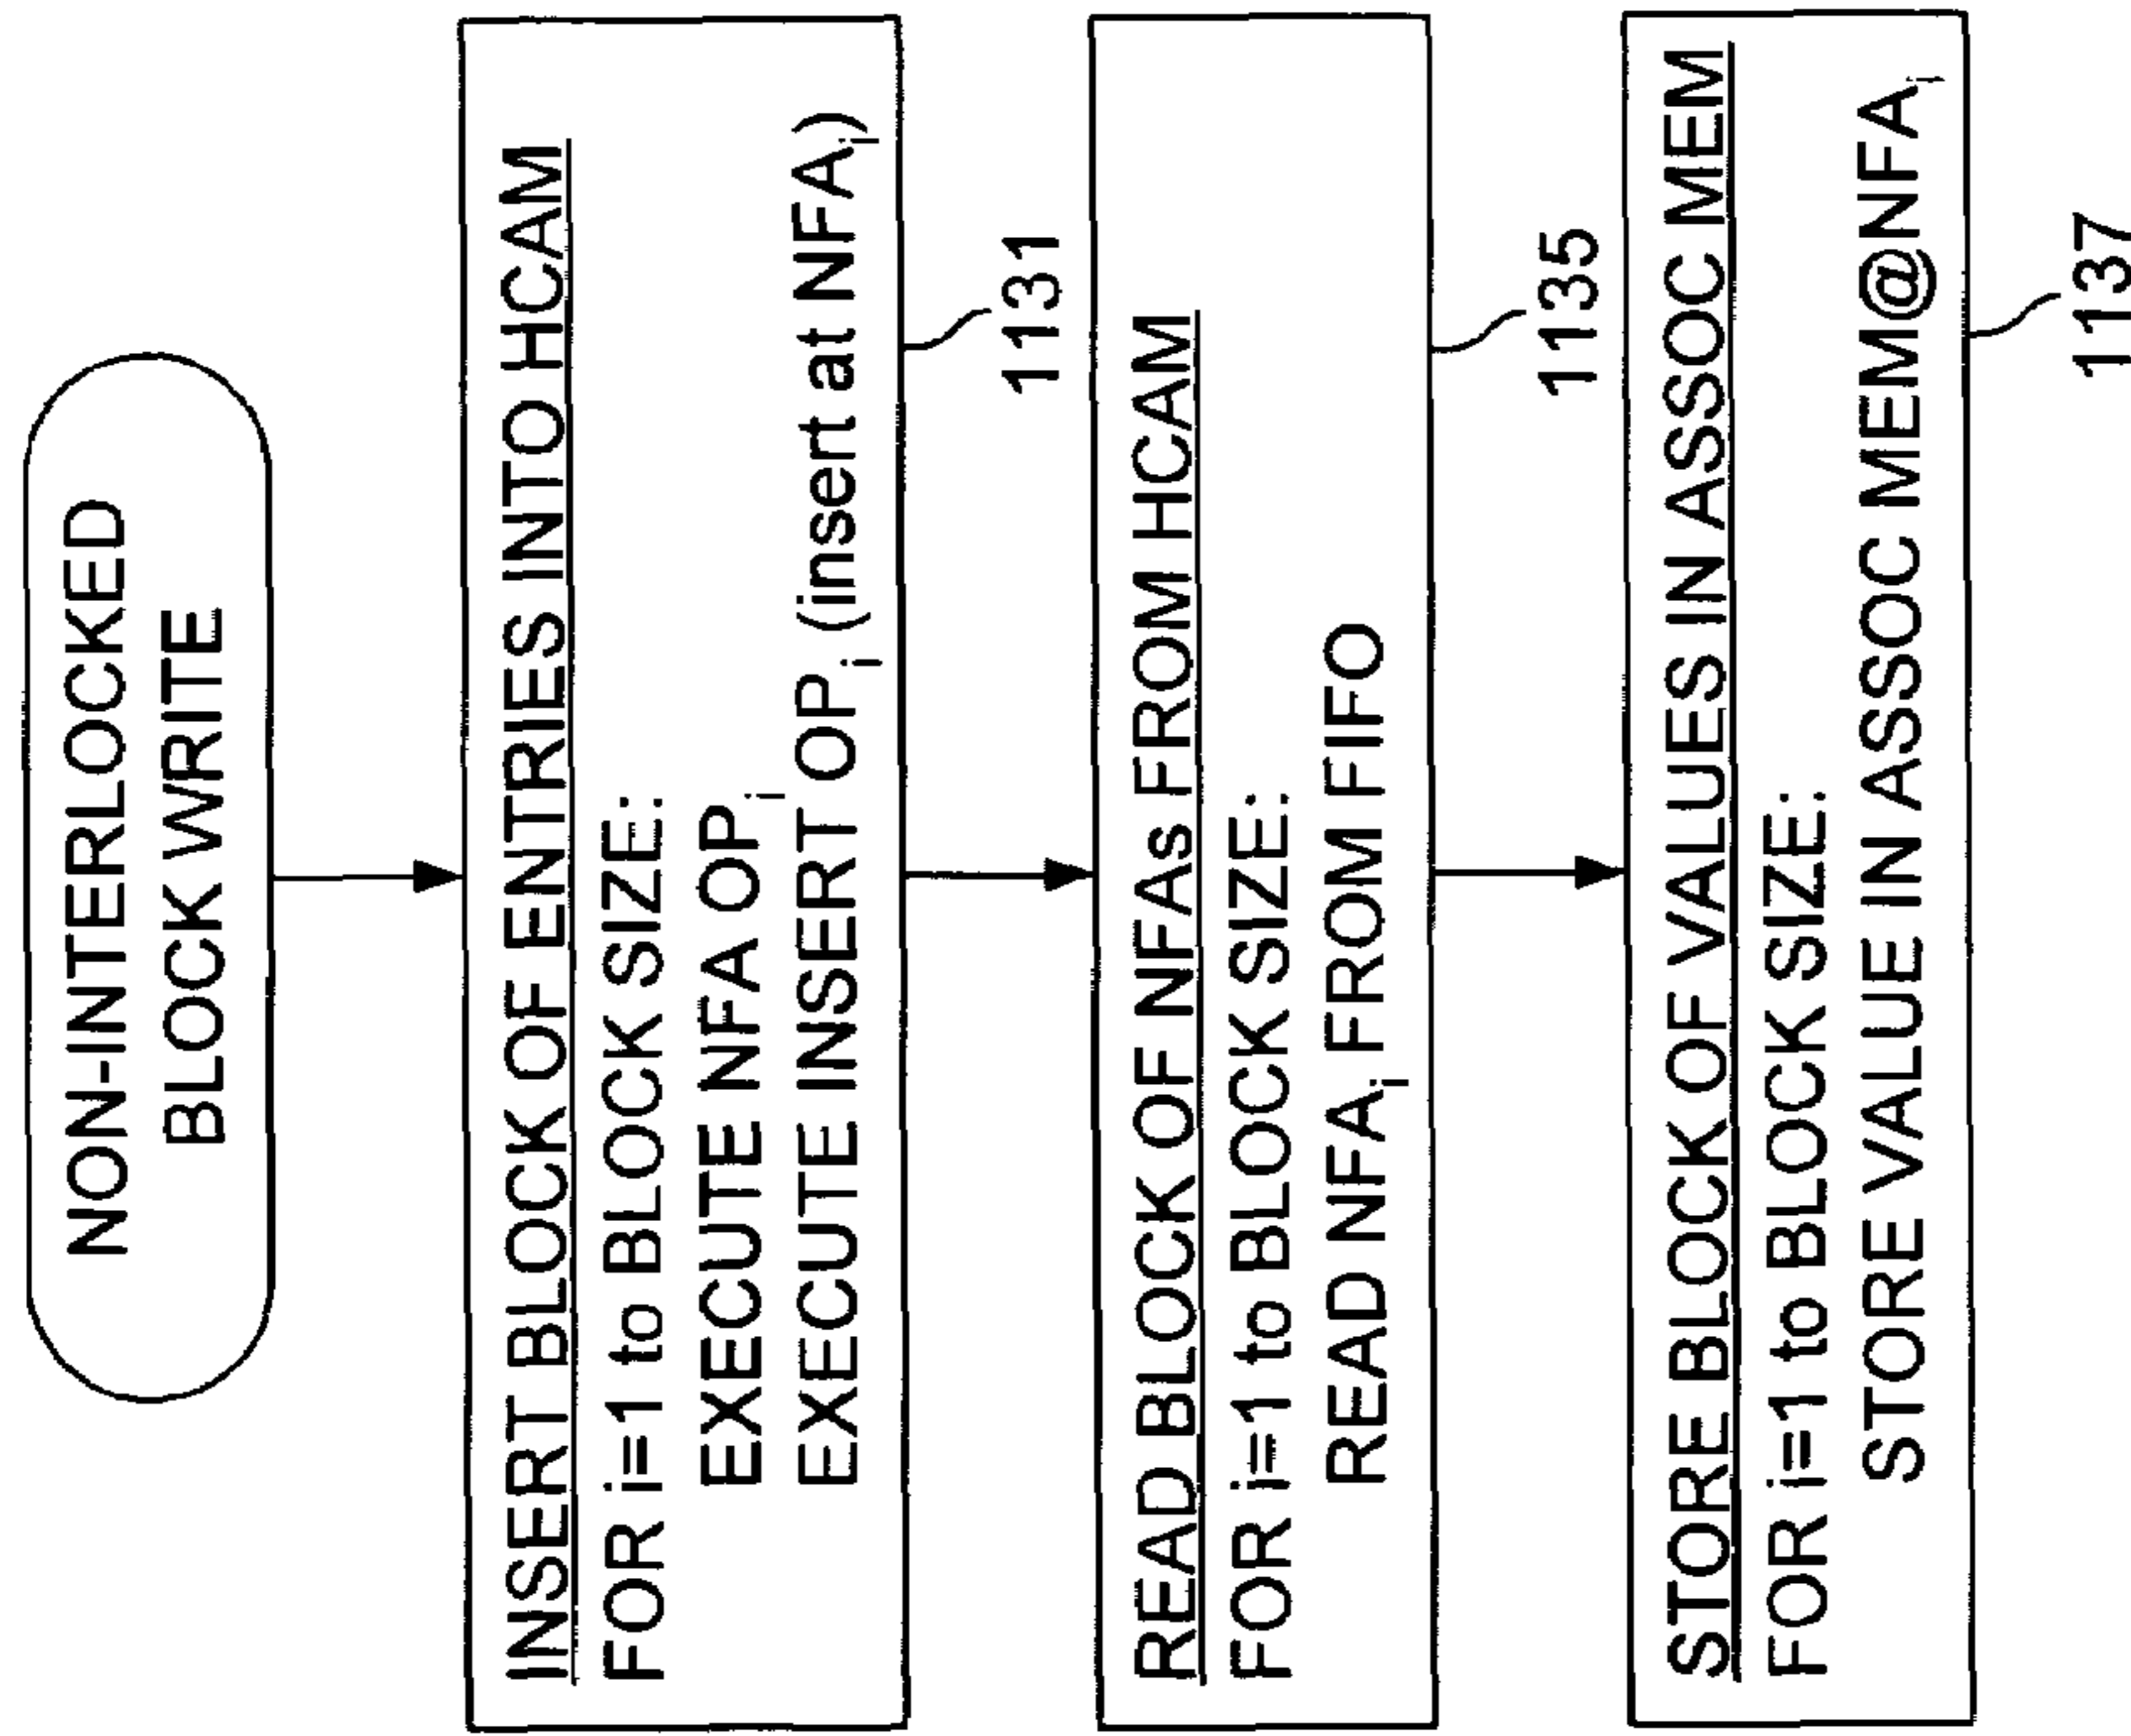 NON-INTERLOCKED
BLOCK WRITE
INSERT BLOCK OF ENTRIES INTO HCAM
FOR i=1 to BLOCK SIZE:
EXECUTE NFA OPi
EXECUTE INSERT OPi (insert at NFAi)
1131
READ BLOCK OF NFAs FROM HCAM
FOR i=1 to BLOCK SIZE:
READ NFAi FROM FIFO
1135
STORE BLOCK OF VALUES IN ASSOC MEM
FOR i=1 to BLOCK SIZE:
STORE VALUE IN ASSOC MEM@NFAi
1137